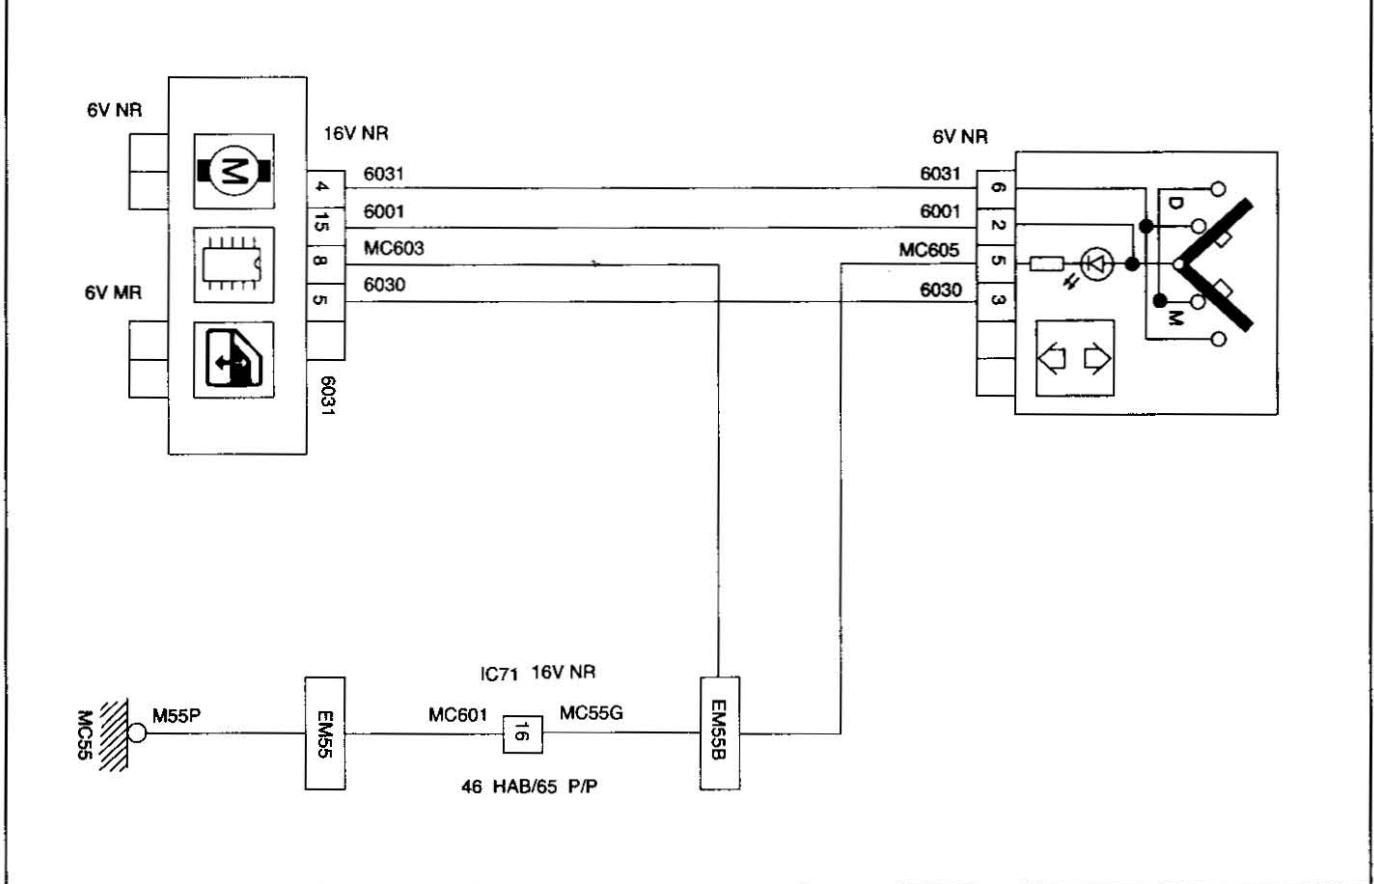 6V NR
16V NR
6V NR
M
4
6031
6031
6
D
15
6001
6001
2
8
MC603
MC605
5
6V MR
5
6030
6030
3
M
6031
IC71 16V NR
MC55
M55P
EM55
MC601
16
MC55G
EM55B
46 HAB/65 P/P